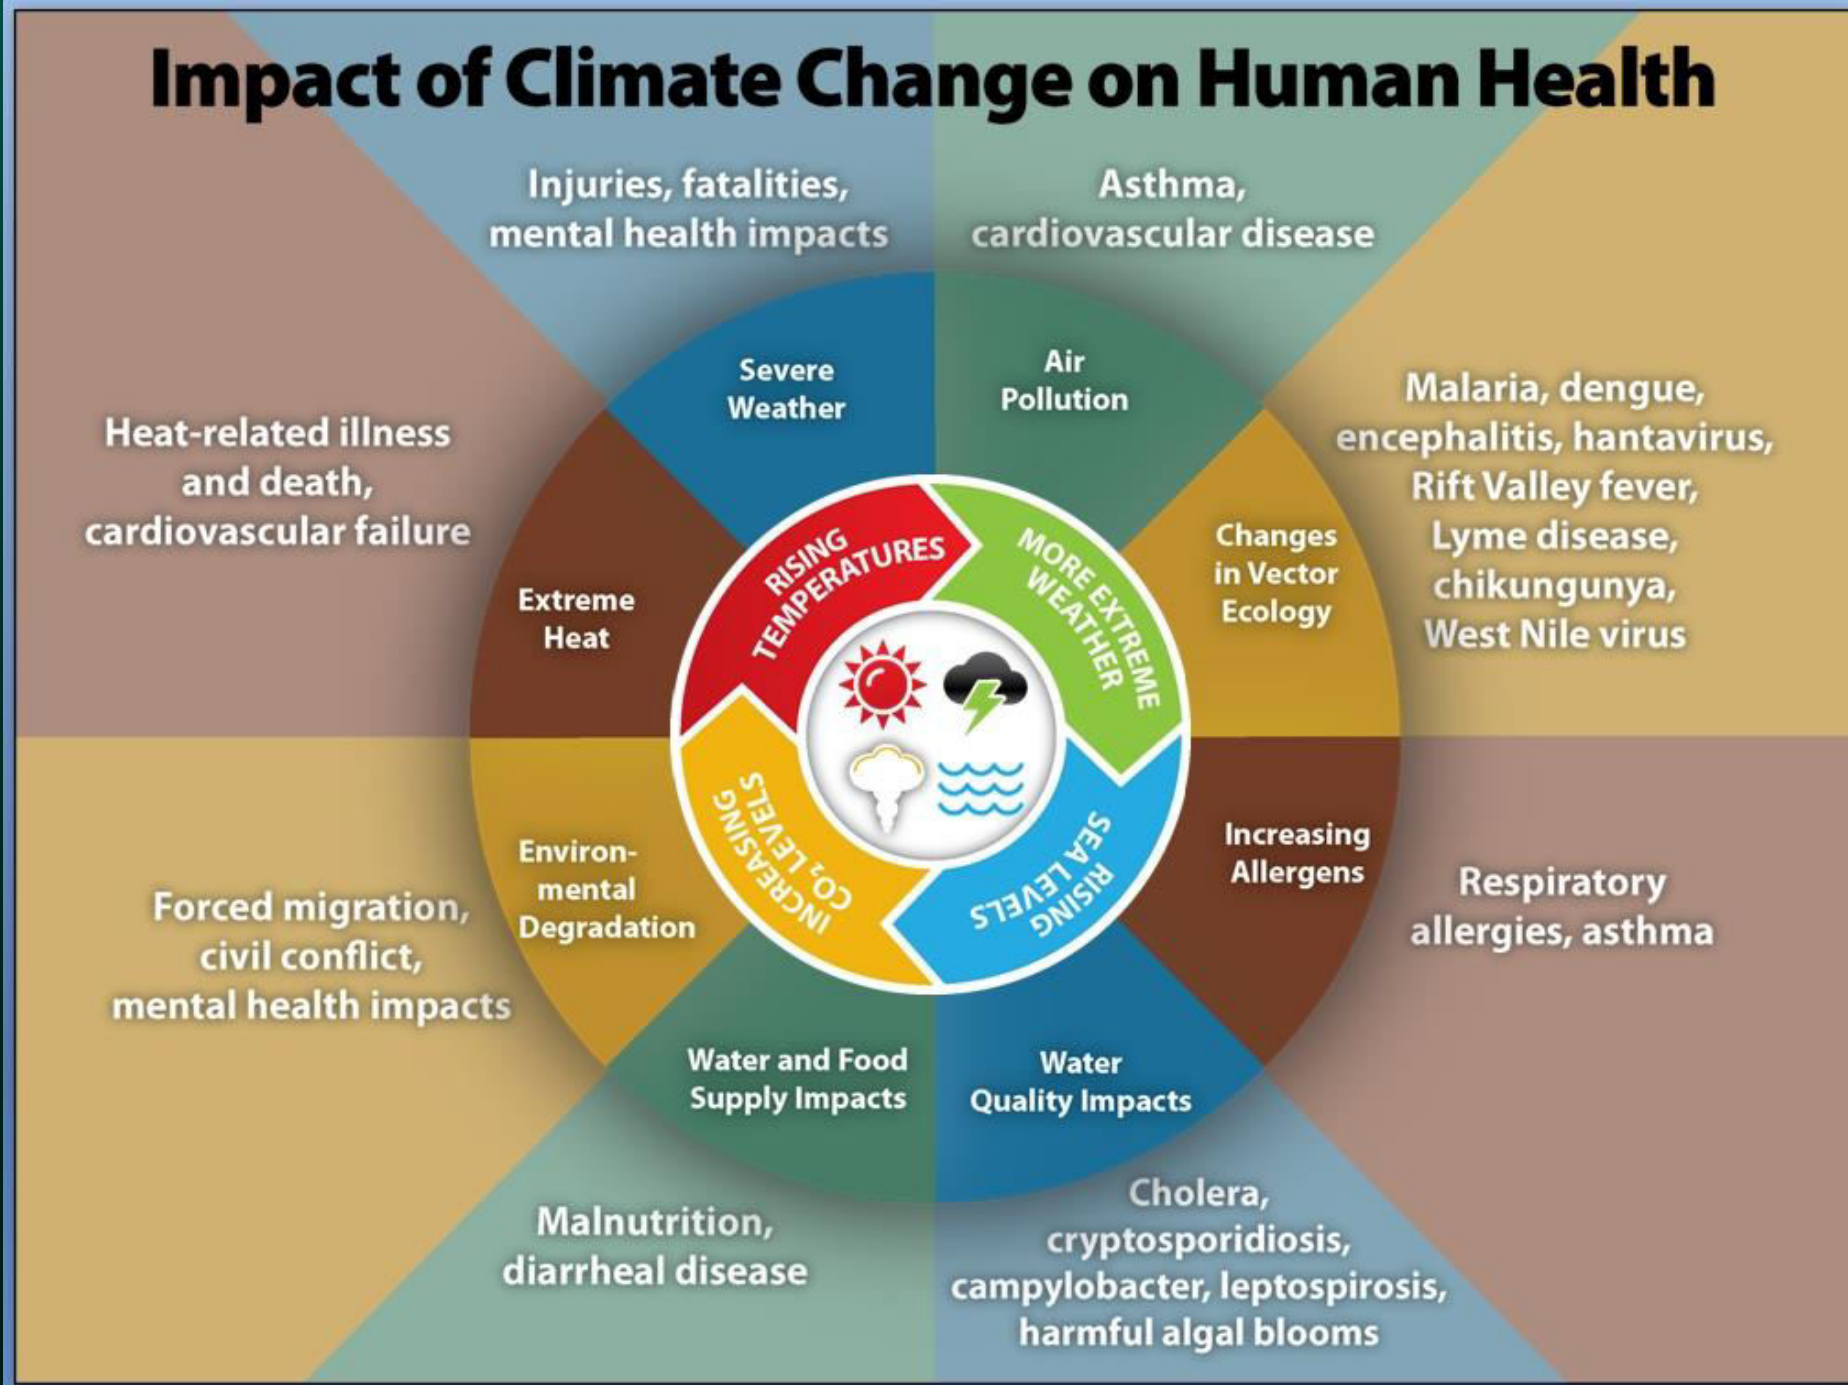 Impact of Climate Change on Human Health
Injuries, fatalities,
mental health impacts
Asthma,
cardiovascular disease
Severe
Weather
Air
Pollution
Heat-related illness
and death,
cardiovascular failure
Extreme
Heat
Changes
in Vector
Ecology
Malaria, dengue,
encephalitis, hantavirus,
Rift Valley fever,
Lyme disease,
chikungunya,
West Nile virus
RISING
TEMPERATURES
MORE EXTREME
WEATHER
INCREASING
CO₂ LEVELS
RISING
SEA LEVELS
Environ-
mental
Degradation
Forced migration,
civil conflict,
mental health impacts
Increasing
Allergens
Respiratory
allergies, asthma
Water and Food
Supply Impacts
Water
Quality Impacts
Malnutrition,
diarrheal disease
Cholera,
cryptosporidiosis,
campylobacter, leptospirosis,
harmful algal blooms